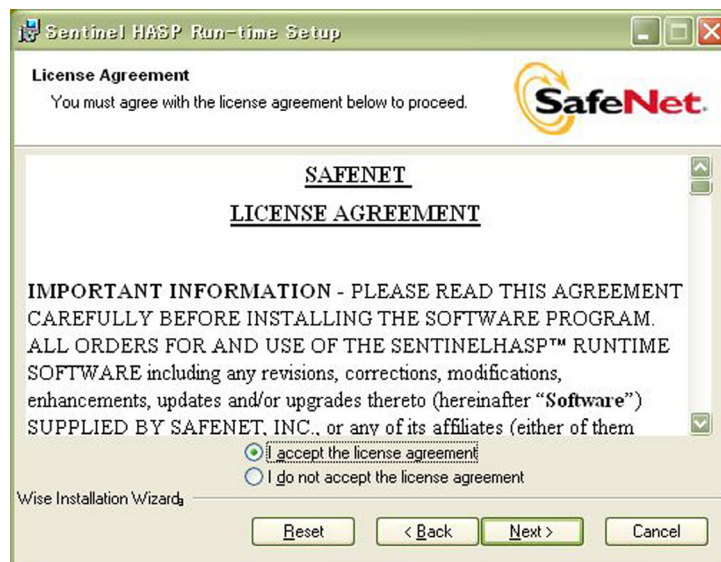 Sentinel HASP Run-time Setup
License Agreement
You must agree with the license agreement below to proceed.
SafeNet.
SAFENET
LICENSE AGREEMENT
IMPORTANT INFORMATION - PLEASE READ THIS AGREEMENT
CAREFULLY BEFORE INSTALLING THE SOFTWARE PROGRAM.
ALL ORDERS FOR AND USE OF THE SENTINELHASP™ RUNTIME
SOFTWARE including any revisions, corrections, modifications,
enhancements, updates and/or upgrades thereto (hereinafter “Software”)
SUPPLIED BY SAFENET, INC., or any of its affiliates (either of them
I accept the license agreement
I do not accept the license agreement
Wise Installation Wizard®
Reset
< Back
Next >
Cancel